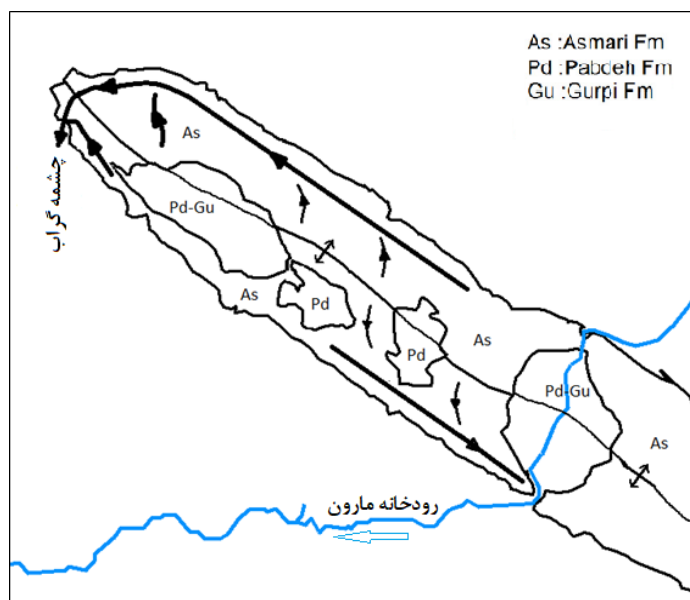 As :Asmari Fm
Pd :Pabdeh Fm
Gu :Gurpi Fm
As
چشمه گراب
Pd-Gu
As
Pd
Pd
As
Pd-Gu
As
رودخانه مارون